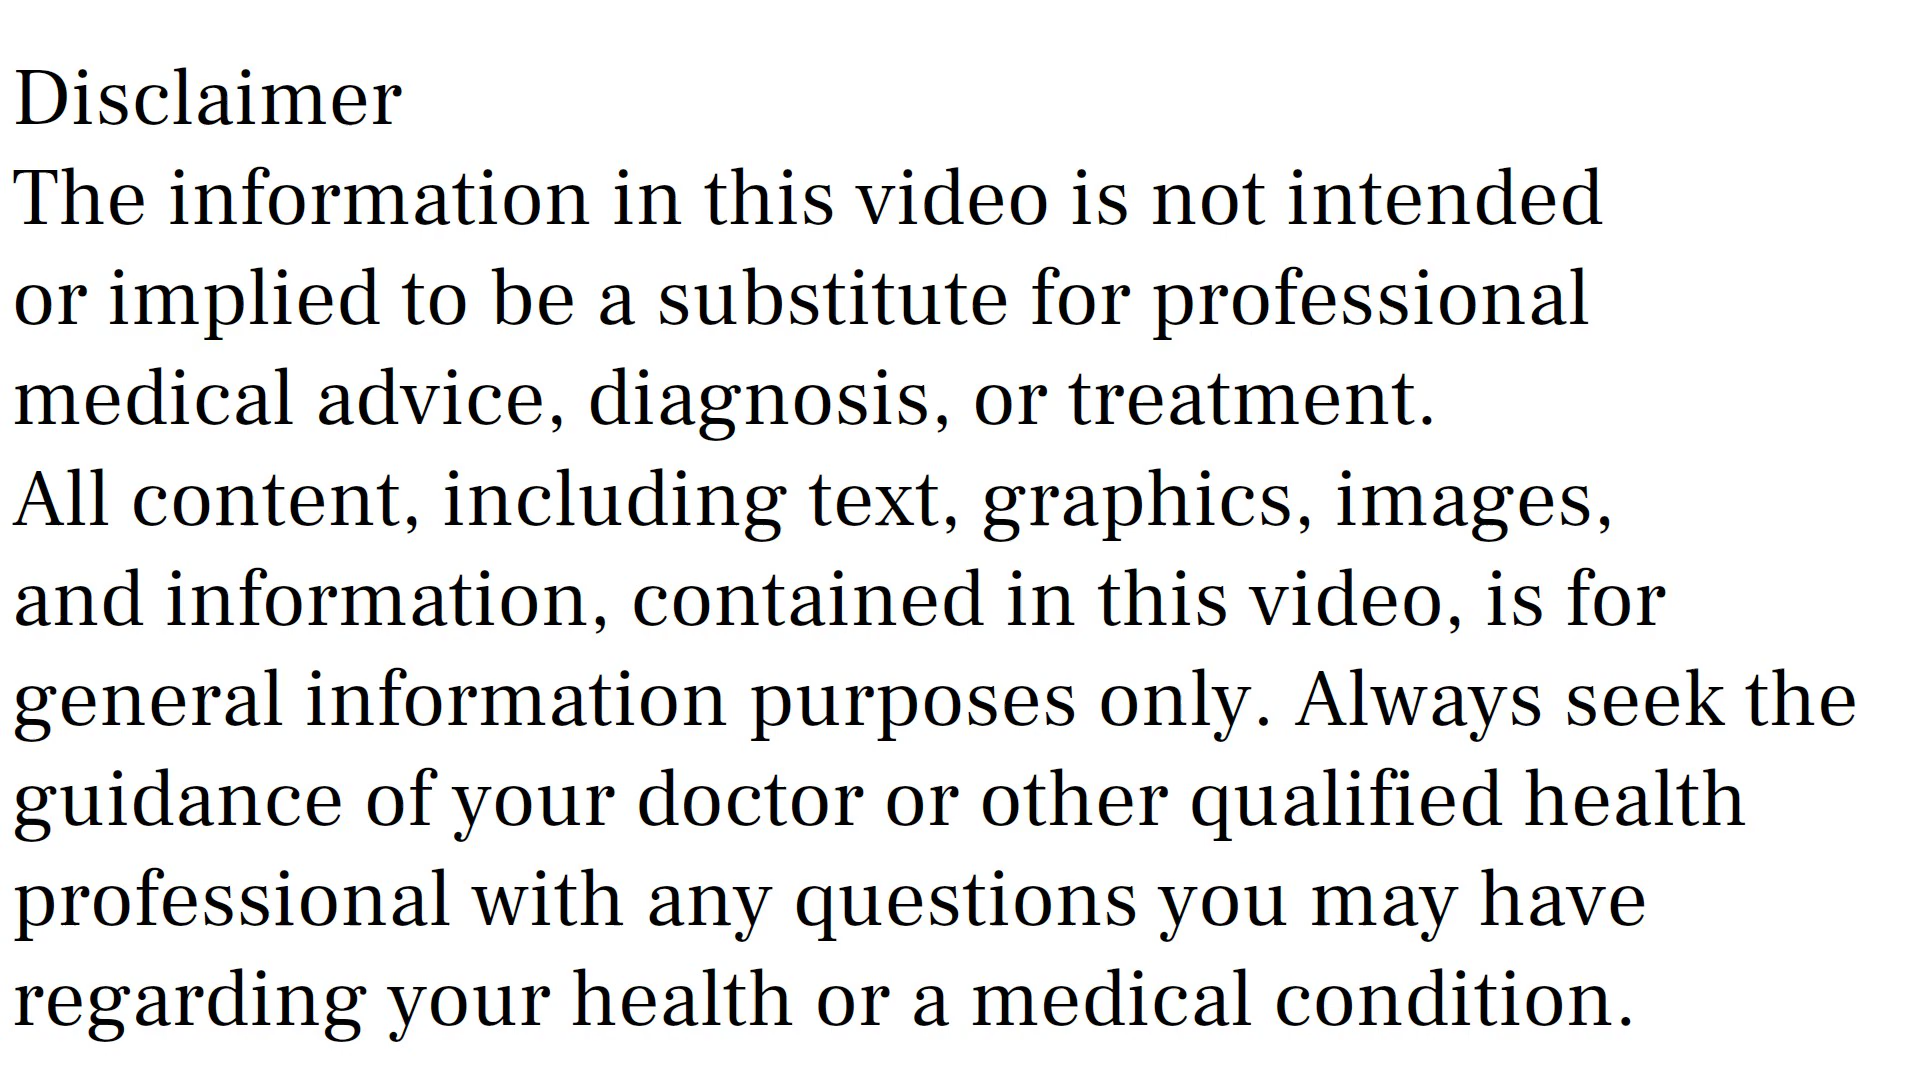 Disclaimer
The information in this video is not intended
or implied to be a substitute for professional
medical advice, diagnosis, or treatment.
All content, including text, graphics, images,
and information, contained in this video, is for
general information purposes only. Always seek the
guidance of your doctor or other qualified health
professional with any questions you may have
regarding your health or a medical condition.